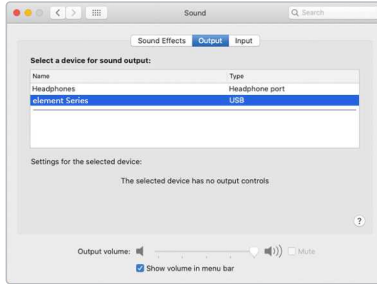 Sound
Search
Sound Effects Output Input
Select a device for sound output:
Name Type
Headphones Headphone port
element Series USB
Settings for the selected device:
The selected device has no output controls
?
Output volume: Mute
Show volume in menu bar